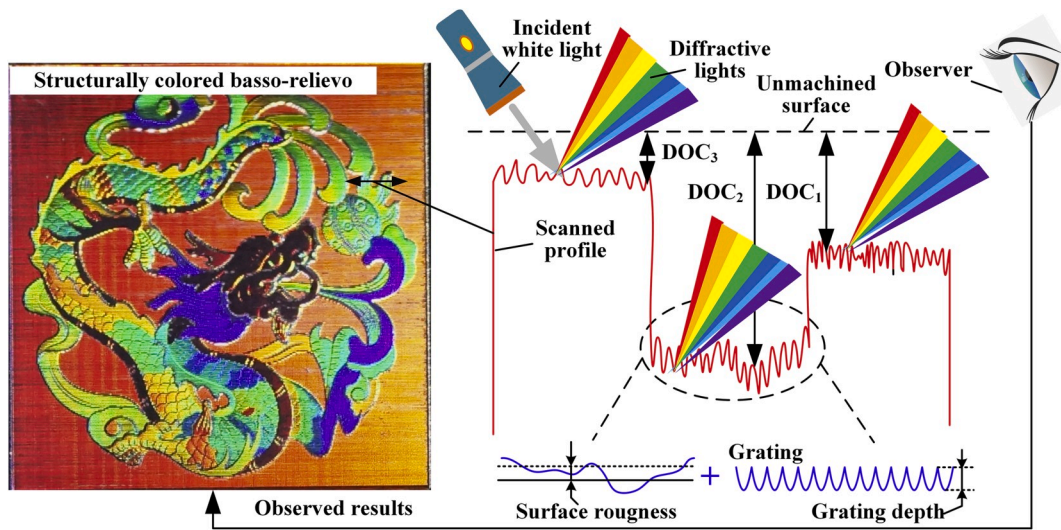 Structurally colored basso-relievo
Incident
white light
Diffractive
lights
Unmachined
surface
Observer
DOC₃
DOC₂
DOC₁
Scanned
profile
Grating
+
Surface rougness
Grating depth
Observed results